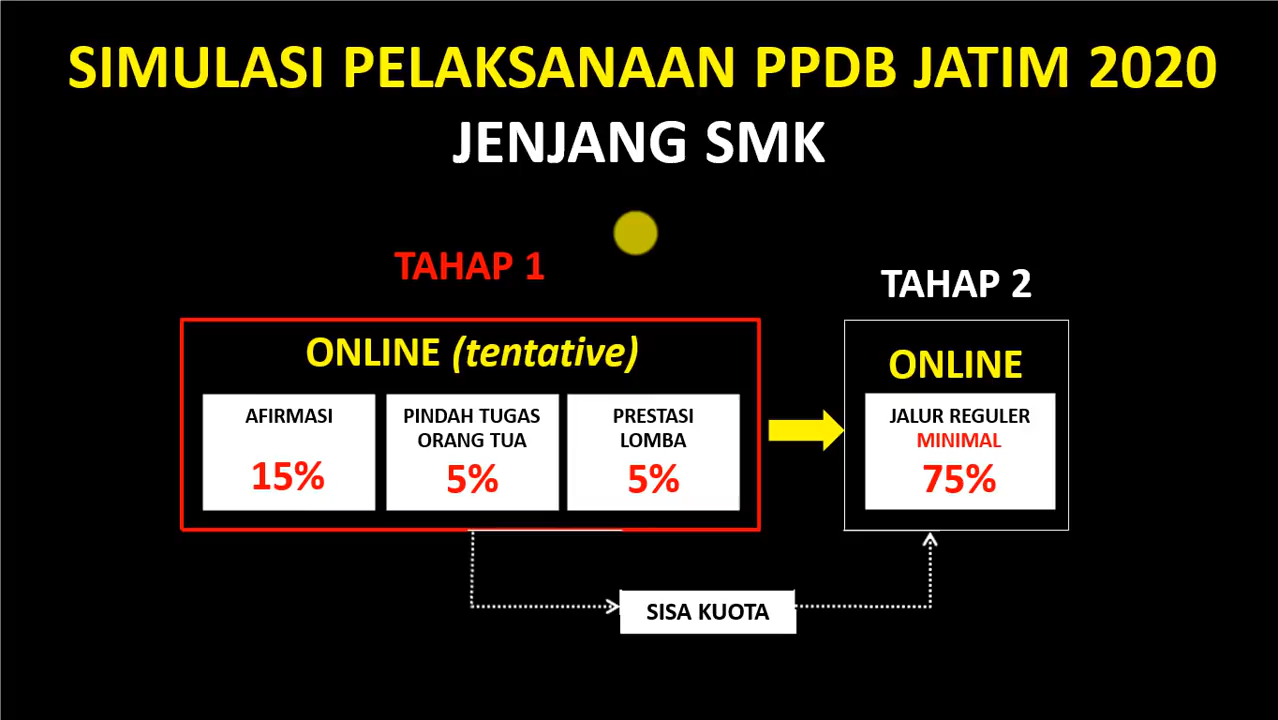 SIMULASI PELAKSANAAN PPDB JATIM 2020
JENJANG SMK
TAHAP 1
ONLINE (tentative)
AFIRMASI
15%
PINDAH TUGAS
ORANG TUA
5%
PRESTASI
LOMBA
5%
TAHAP 2
ONLINE
JALUR REGULER
MINIMAL
75%
SISA KUOTA